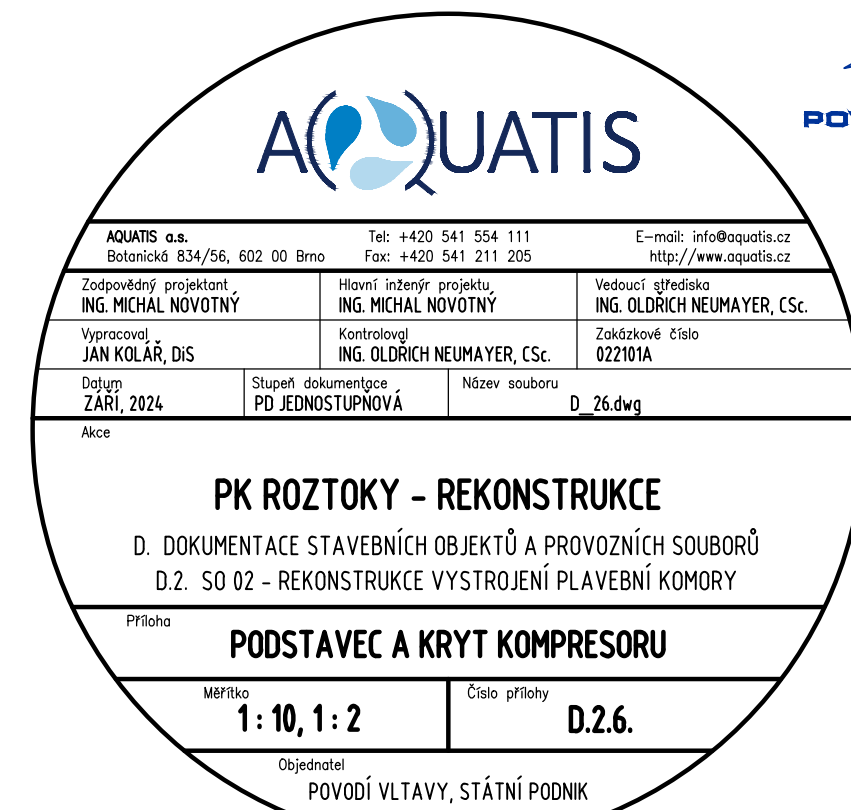 AQUATIS
AQUATIS a.s. Tel: +420 541 554 111 E-mail: info@aquatis.cz
Botanická 834/56, 602 00 Brno Fax: +420 541 211 205 http://www.aquatis.cz
Zodpovědný projektant Hlavní inženýr projektu Vedoucí střediska
ING. MICHAL NOVOTNÝ ING. MICHAL NOVOTNÝ ING. OLDŘICH NEUMAYER, CSc.
Vypracoval Kontroloval Zakázkové číslo
JAN KOLÁŘ, DiS ING. OLDŘICH NEUMAYER, CSc. 022101A
Datum Stupeň dokumentace Název souboru
ZÁŘÍ, 2024 PD JEDNOSTUPŇOVÁ D_26.dwg
Akce
PK ROZTOKY - REKONSTRUKCE
D. DOKUMENTACE STAVEBNÍCH OBJEKTŮ A PROVOZNÍCH SOUBORŮ
D.2. SO 02 - REKONSTRUKCE VYSTROJENÍ PLAVEBNÍ KOMORY
Příloha
PODSTAVEC A KRYT KOMPRESORU
Měřítko Číslo přílohy
1 : 10, 1 : 2 D.2.6.
Objednatel
POVODÍ VLTAVY, STÁTNÍ PODNIK